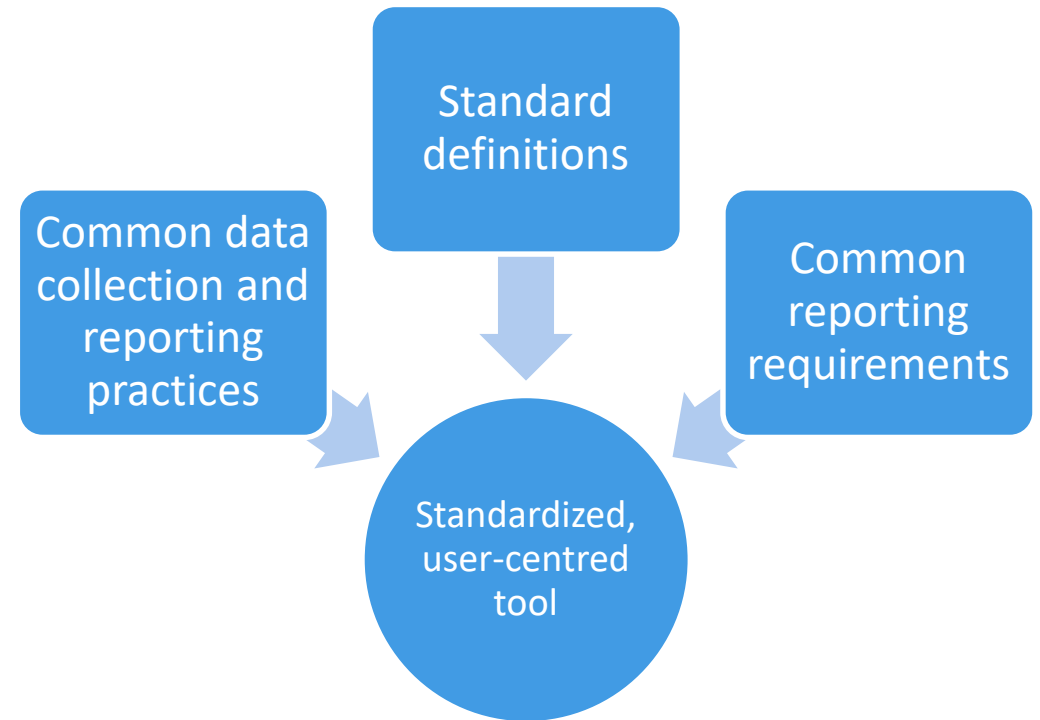 Standard
definitions
Common data
collection and
reporting
practices
Common
reporting
requirements
Standardized,
user-centred
tool